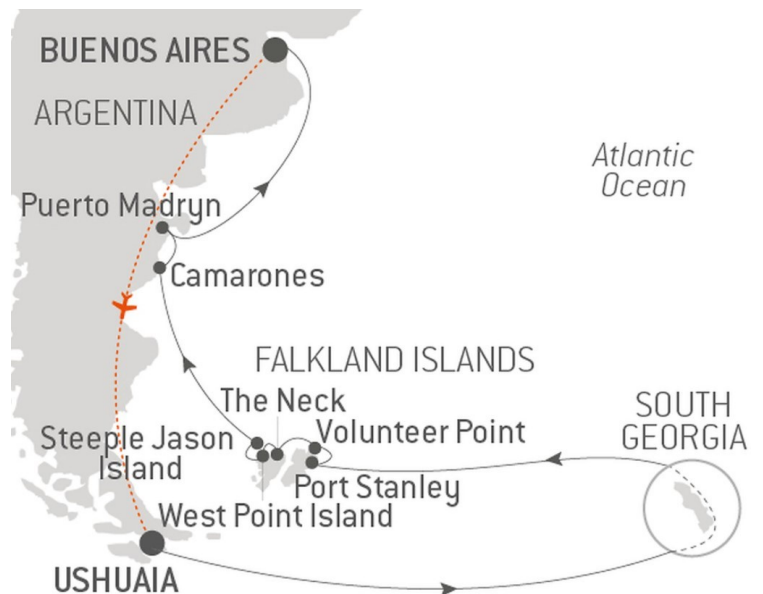 BUENOS AIRES
ARGENTINA
Atlantic
Ocean
Puerto Madryn
Camarones
FALKLAND ISLANDS
The Neck
SOUTH
GEORGIA
Steeple Jason
Island
Volunteer Point
Port Stanley
West Point Island
USHUAIA